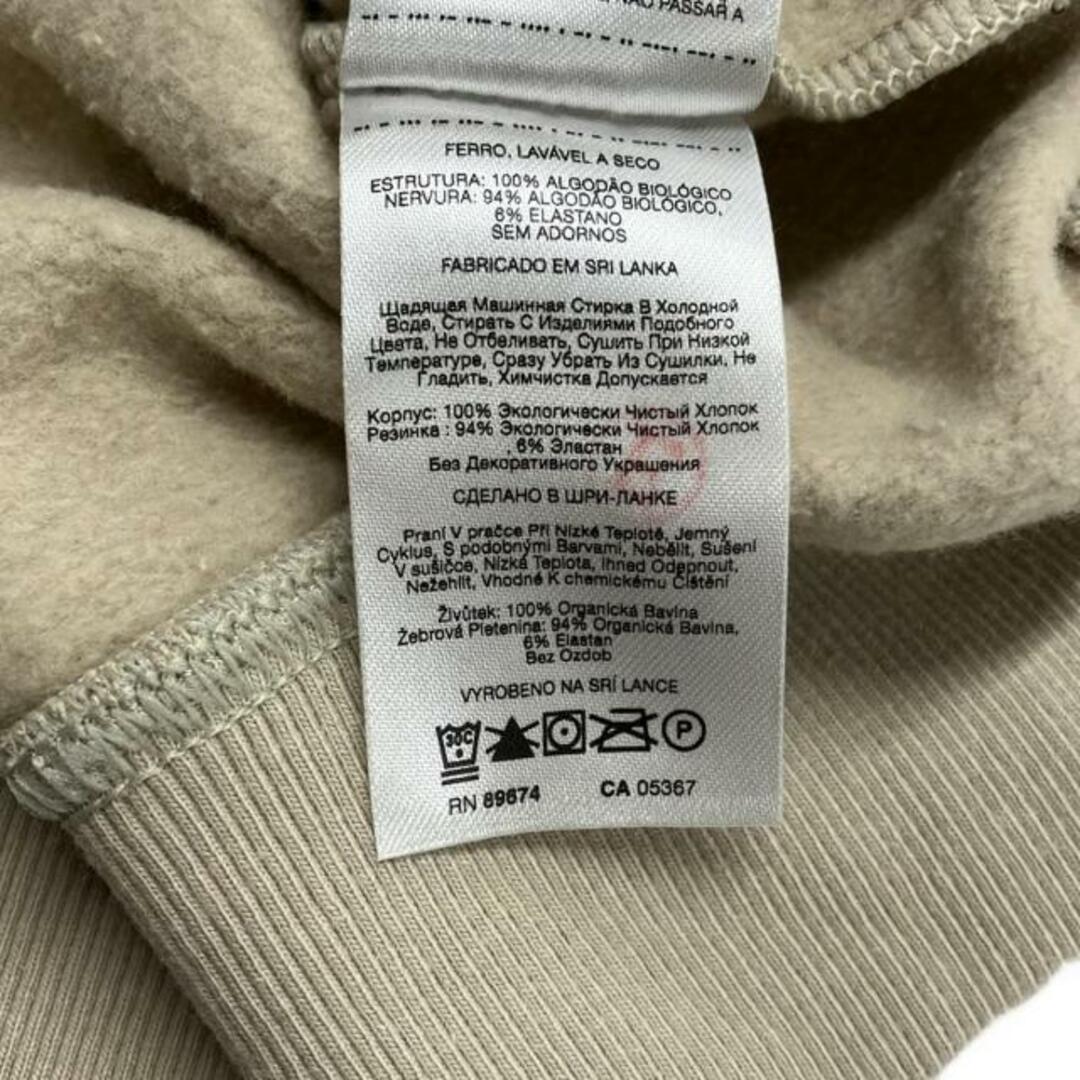 NÃO PASSAR A
FERRO, LAVÁVEL A SECO
ESTRUTURA: 100% ALGODÃO BIOLÓGICO
NERVURA: 94% ALGODÃO BIOLÓGICO,
6% ELASTANO
SEM ADORNOS
FABRICADO EM SRI LANKA
Щадящая Машинная Стирка В Холодной
Воде, Стирать С Изделиями Подобного
Цвета, Не Отбеливать, Сушить При Низкой
Температуре, Сразу Убрать Из Сушилки. Не
Гладить, Химчистка Допускается
Корпус: 100% Экологически Чистый Хлопок
Резинка : 94% Экологически Чистый Хлопок
, 6% Эластан
Без Декоративного Украшения
СДЕЛАНО В ШРИ-ЛАНКЕ
Praní V pračce Při Nízké Teplotě, Jemný
Cyklus, S podobnými Barvami, Nebělit, Sušení
V sušičce, Nízká Teplota, Ihned Odepnout,
Nežehlit, Vhodné K chemickému Čištění
Živůtek: 100% Organická Bavlna
Žebrová Pletenina: 94% Organická Bavlna,
6% Elastan
Bez Ozdob
VYROBENO NA SRÍ LANCE
30C P
RN 89674 CA 05367